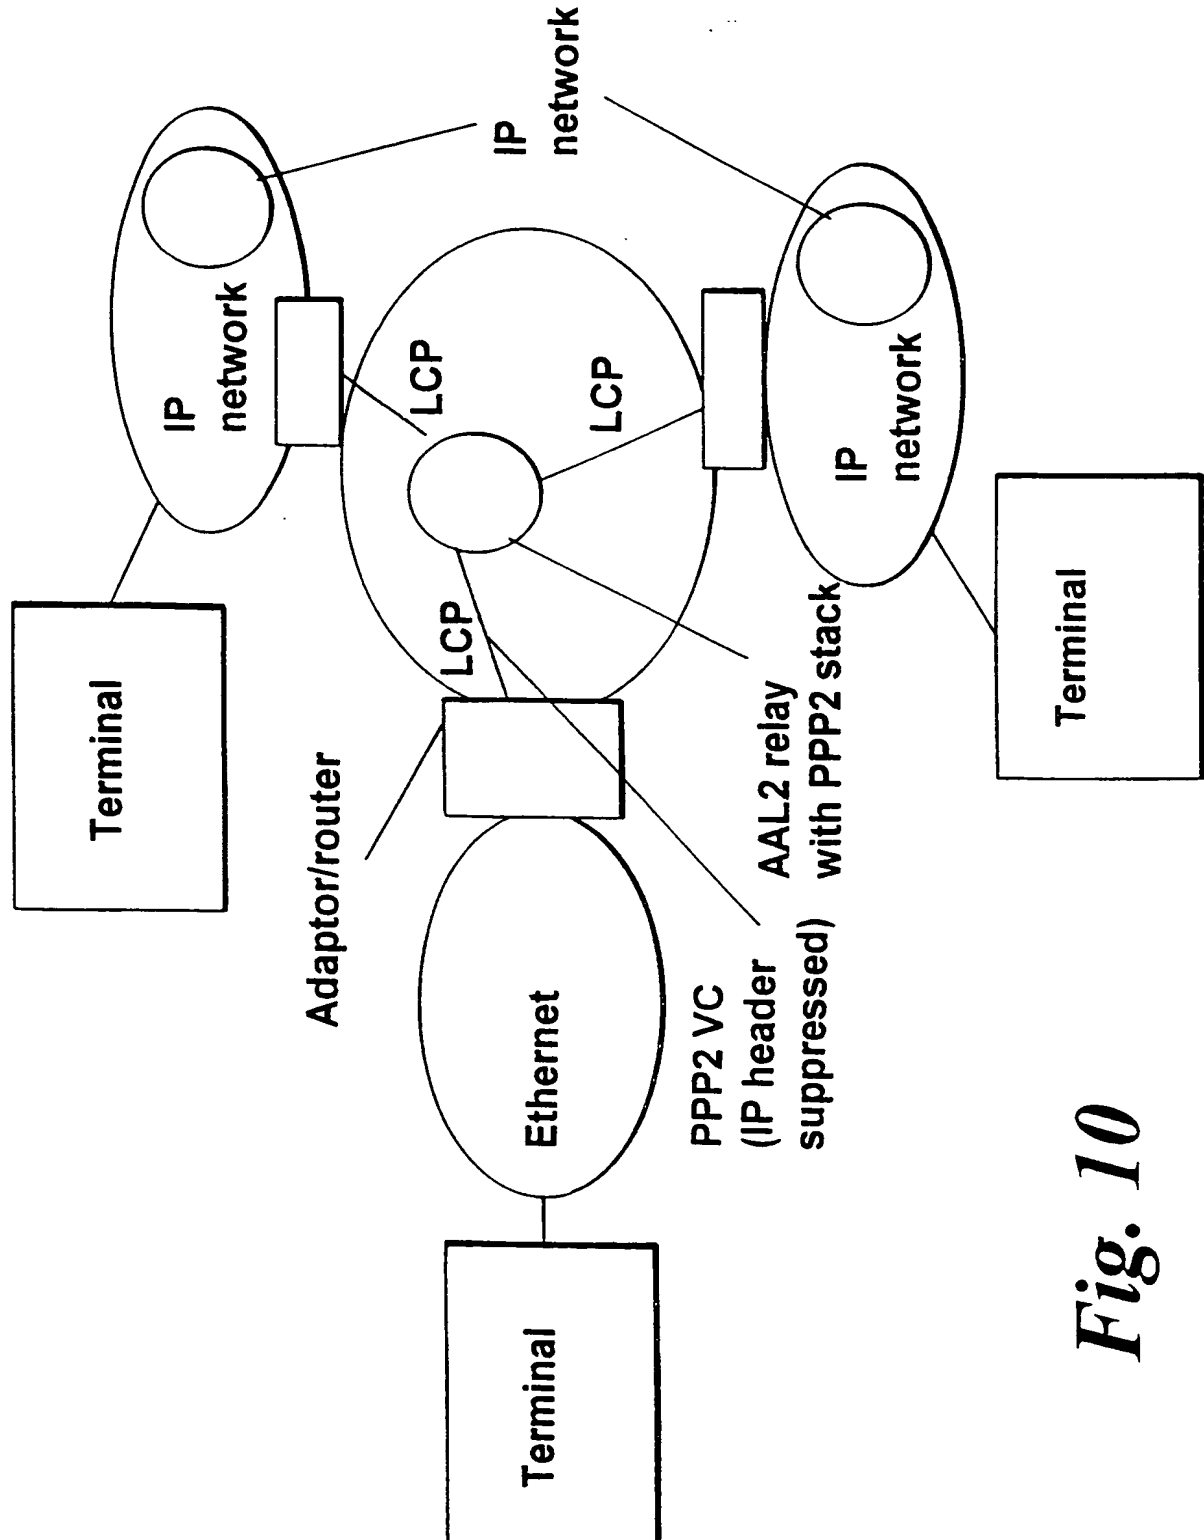 Terminal
IP
network
Adaptor/router
LCP
LCP
IP
network
Terminal
Ethernet
LCP
PPP2 VC
(IP header
suppressed)
AAL2 relay
with PPP2 stack
IP
network
Terminal
Fig. 10